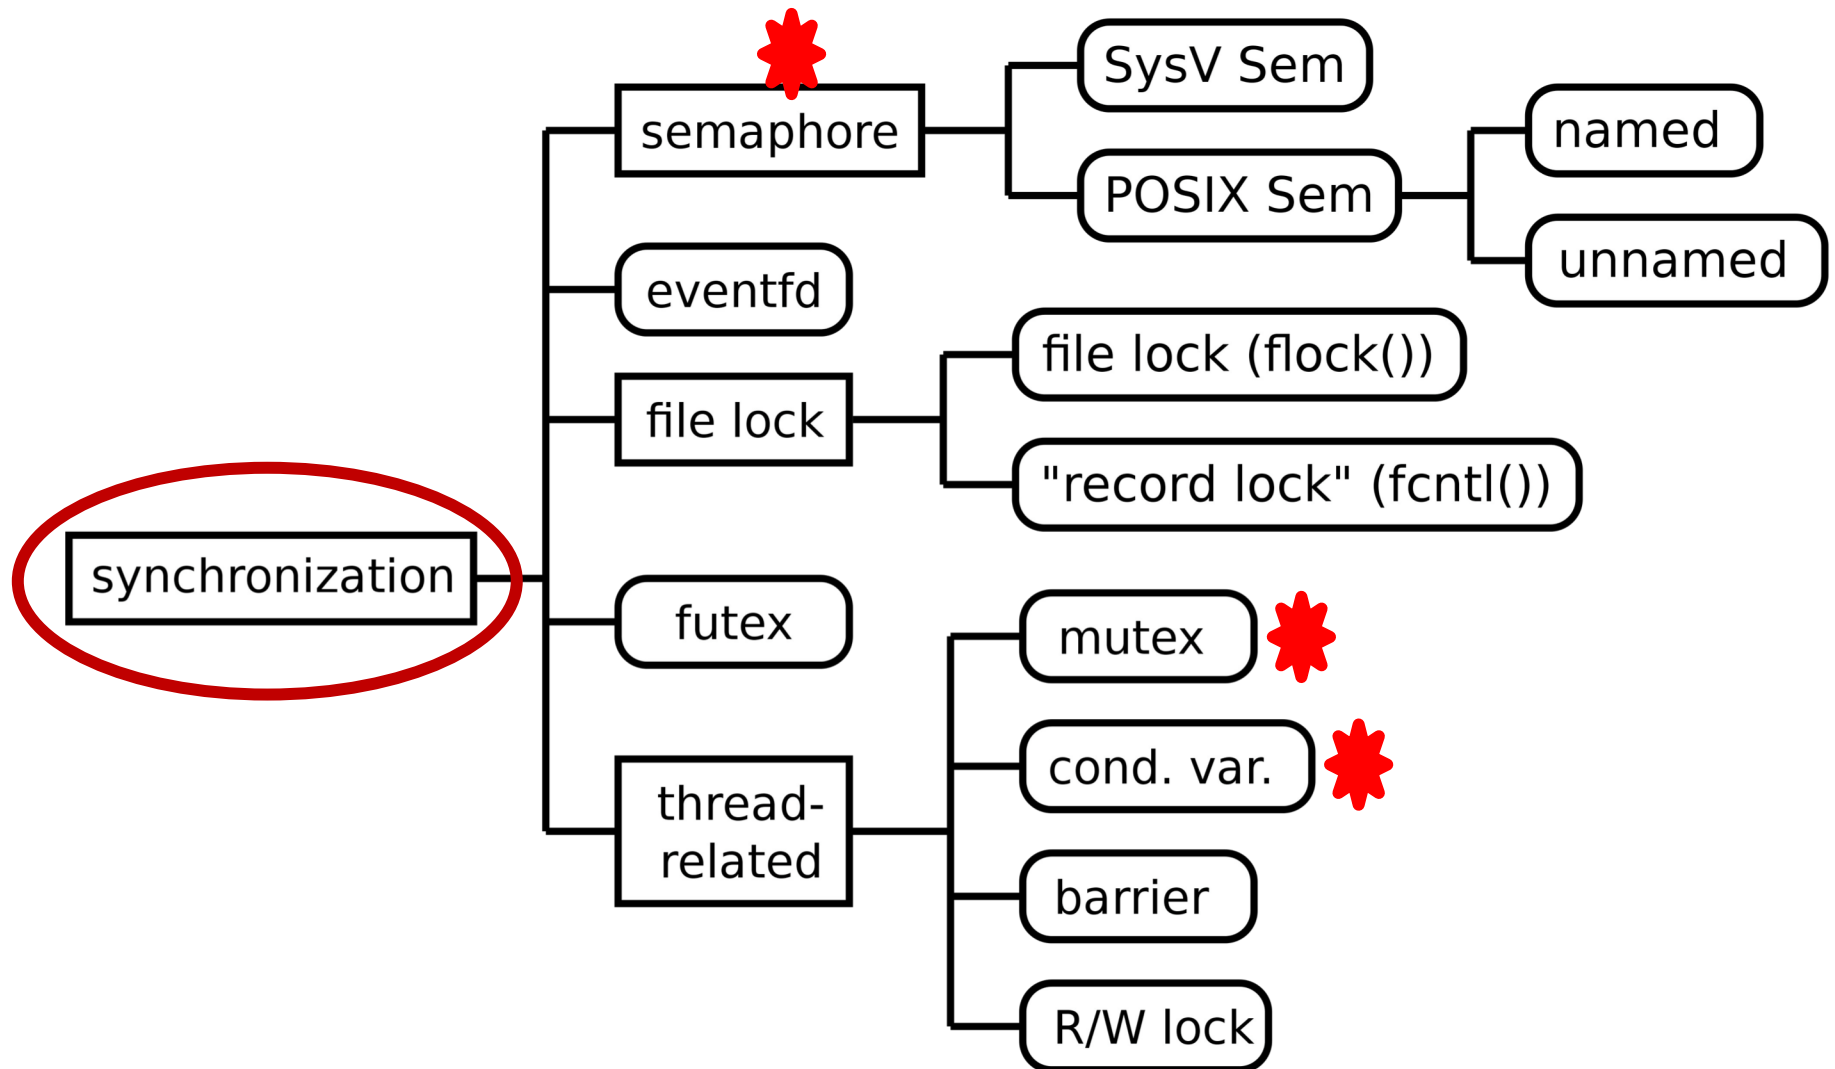 SysV Sem
semaphore
named
POSIX Sem
unnamed
eventfd
file lock (flock())
file lock
"record lock" (fcntl())
synchronization
futex
mutex
cond. var.
thread-
related
barrier
R/W lock